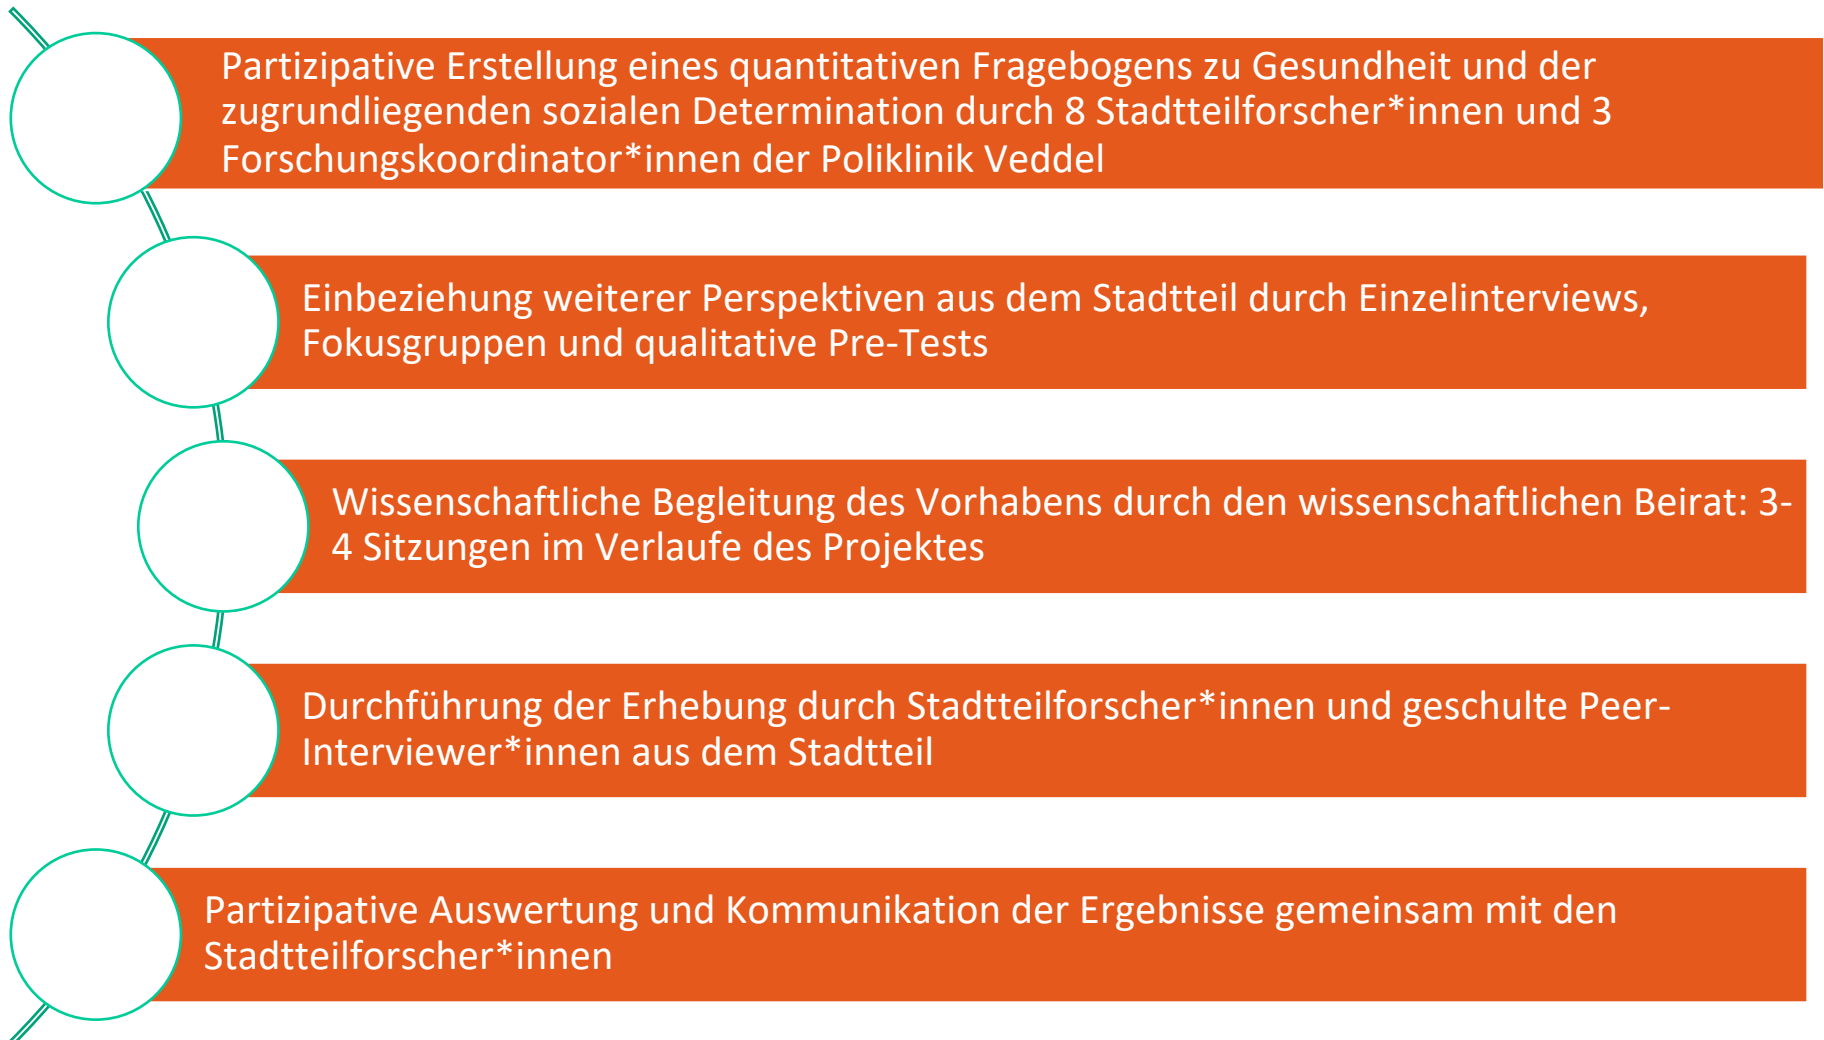 Partizipative Erstellung eines quantitativen Fragebogens zu Gesundheit und der
zugrundliegenden sozialen Determination durch 8 Stadtteilforscher*innen und 3
Forschungskoordinator*innen der Poliklinik Veddel
Einbeziehung weiterer Perspektiven aus dem Stadtteil durch Einzelinterviews,
Fokusgruppen und qualitative Pre-Tests
Wissenschaftliche Begleitung des Vorhabens durch den wissenschaftlichen Beirat: 3-
4 Sitzungen im Verlaufe des Projektes
Durchführung der Erhebung durch Stadtteilforscher*innen und geschulte Peer-
Interviewer*innen aus dem Stadtteil
Partizipative Auswertung und Kommunikation der Ergebnisse gemeinsam mit den
Stadtteilforscher*innen